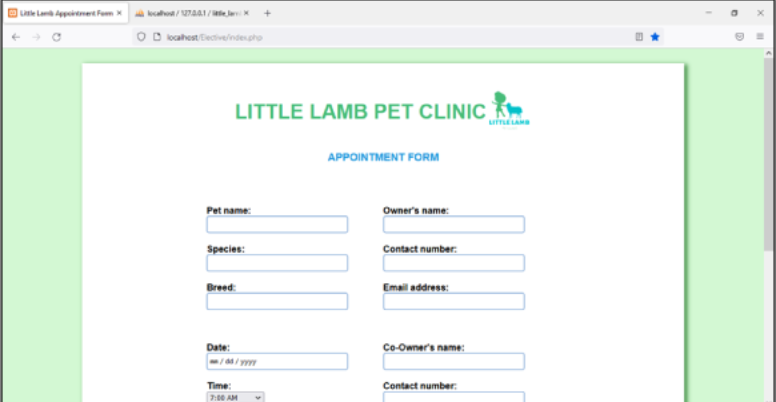 Little Lamb Appointment Form
localhost / 127.0.0.1 / little_lam
localhost/Elective/index.php
LITTLE LAMB PET CLINIC
LITTLE LAMB
APPOINTMENT FORM
Pet name: Owner's name:
Species: Contact number:
Breed: Email address:
Date: Co-Owner's name:
mm / dd / yyyy
Time: Contact number:
7:00 AM